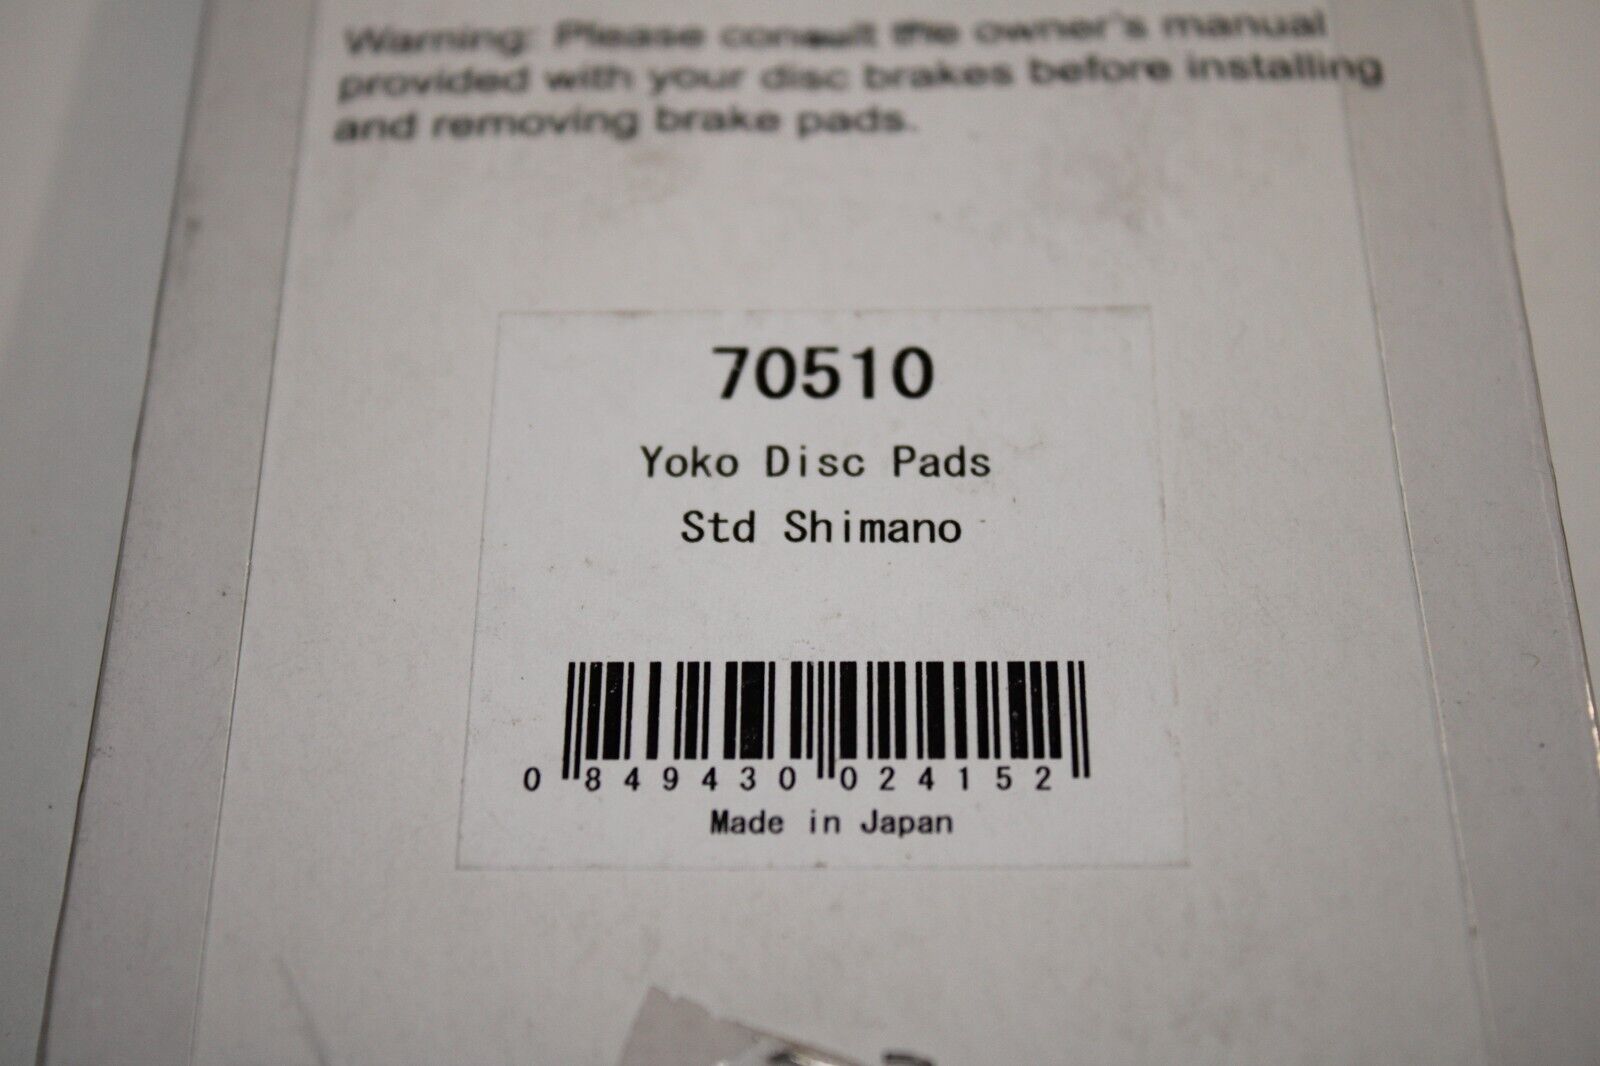 Warning: Please consult the owner's manual
provided with your disc brakes before installing
and removing brake pads.
70510
Yoko Disc Pads
Std Shimano
0 849430 024152
Made in Japan